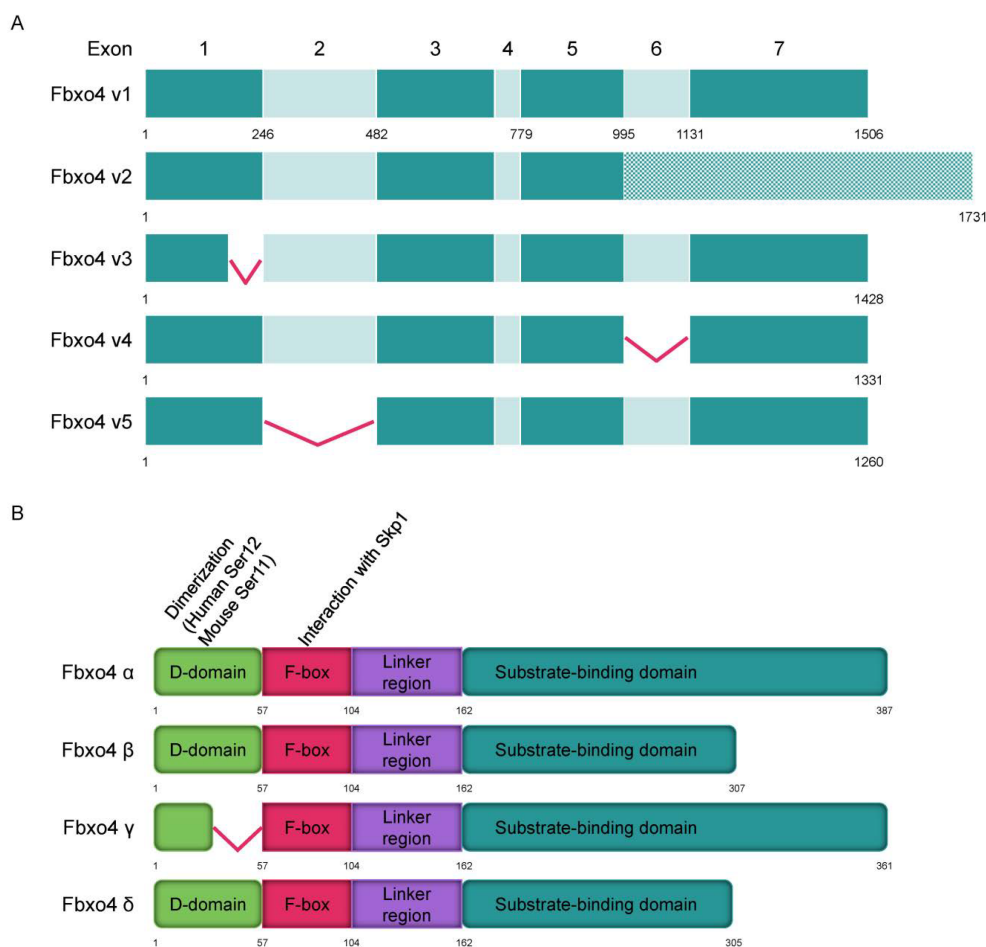 A
Exon 1 2 3 4 5 6 7
Fbxo4 v1
1 246 482 779 995 1131 1506
Fbxo4 v2
1 1731
Fbxo4 v3
1 1428
Fbxo4 v4
1 1331
Fbxo4 v5
1 1260
B
Dimerization
(Human Ser12
Mouse Ser11)
Interaction with Skp1
Fbxo4 α D-domain F-box Linker region Substrate-binding domain
1 57 104 162 387
Fbxo4 β D-domain F-box Linker region Substrate-binding domain
1 57 104 162 307
Fbxo4 γ F-box Linker region Substrate-binding domain
1 57 104 162 361
Fbxo4 δ D-domain F-box Linker region Substrate-binding domain
1 57 104 162 305